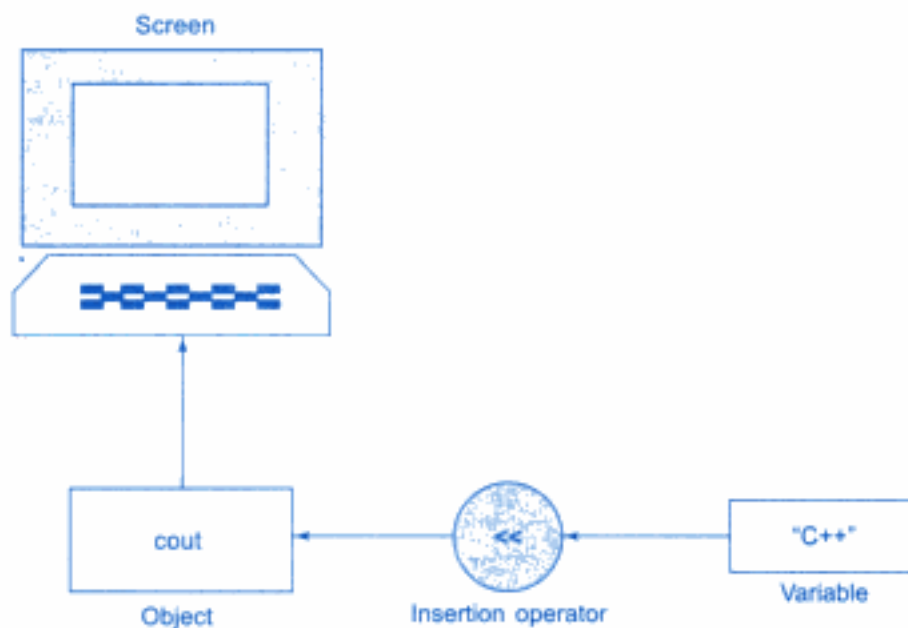 Screen
cout
<<
"C++"
Object
Insertion operator
Variable